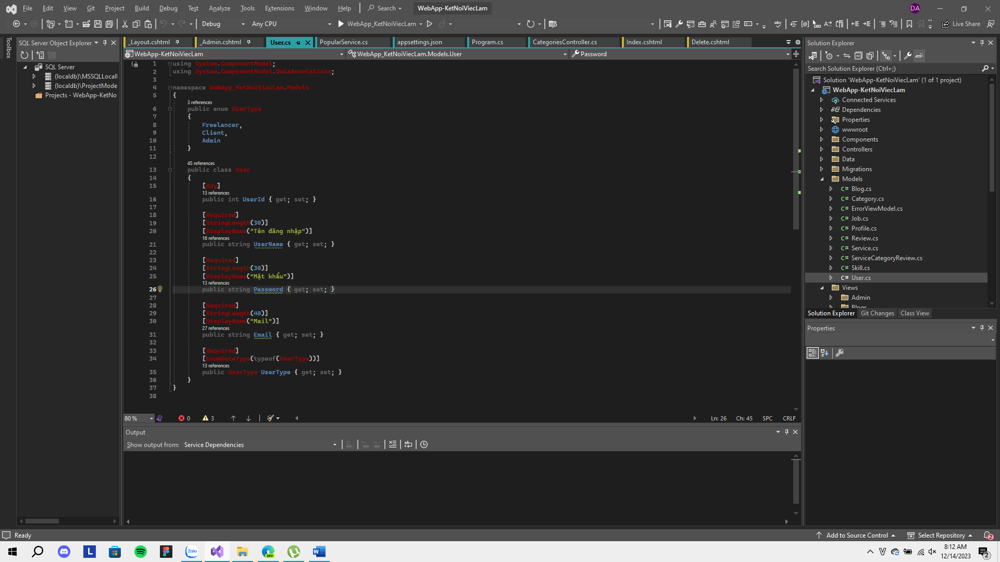 File Edit View Git Project Build Debug Test Analyze Tools Extensions Window Help Search WebApp-KetNoiViecLam DA
Debug Any CPU WebApp_KetNoiViecLam Live Share
Toolbox
SQL Server Object Explorer
SQL Server
(localdb)\MSSQLLocall
(localdb)\ProjectMode
Projects - WebApp-KetNo
_Layout.cshtml _Admin.cshtml User.cs PopularService.cs appsettings.json Program.cs CategoriesController.cs Index.cshtml Delete.cshtml
WebApp-KetNoiViecLam WebApp_KetNoiViecLam.Models.User Password
1 using System.ComponentModel;
2 using System.ComponentModel.DataAnnotations;
3
4 namespace WebApp_KetNoiViecLam.Models
5 {
3 references
6 public enum UserType
7 {
8 Freelancer,
9 Client,
10 Admin
11 }
12
45 references
13 public class User
14 {
15 [Key]
13 references
16 public int UserId { get; set; }
17
18 [Required]
19 [StringLength(30)]
20 [DisplayName("Tên đăng nhập")]
16 references
21 public string UserName { get; set; }
22
23 [Required]
24 [StringLength(30)]
25 [DisplayName("Mật khẩu")]
13 references
26 public string Password { get; set; }
27
28 [Required]
29 [StringLength(40)]
30 [DisplayName("Mail")]
27 references
31 public string Email { get; set; }
32
33 [Required]
34 [EnumDataType(typeof(UserType))]
13 references
35 public UserType UserType { get; set; }
36 }
37 }
38
80 % 0 3 Ln: 26 Ch: 45 SPC CRLF
Output
Show output from: Service Dependencies
Solution Explorer
Search Solution Explorer (Ctrl+;)
Solution 'WebApp-KetNoiViecLam' (1 of 1 project)
WebApp-KetNoiViecLam
Connected Services
Dependencies
Properties
wwwroot
Components
Controllers
Data
Migrations
Models
C# Blog.cs
C# Category.cs
C# ErrorViewModel.cs
C# Job.cs
C# Profile.cs
C# Review.cs
C# Service.cs
C# ServiceCategoryReview.cs
C# Skill.cs
C# User.cs
Views
Admin
Blogs
Solution Explorer Git Changes Class View
Properties
Ready Add to Source Control Select Repository 2
L Zalo DEV W
8:12 AM
12/14/2023
2